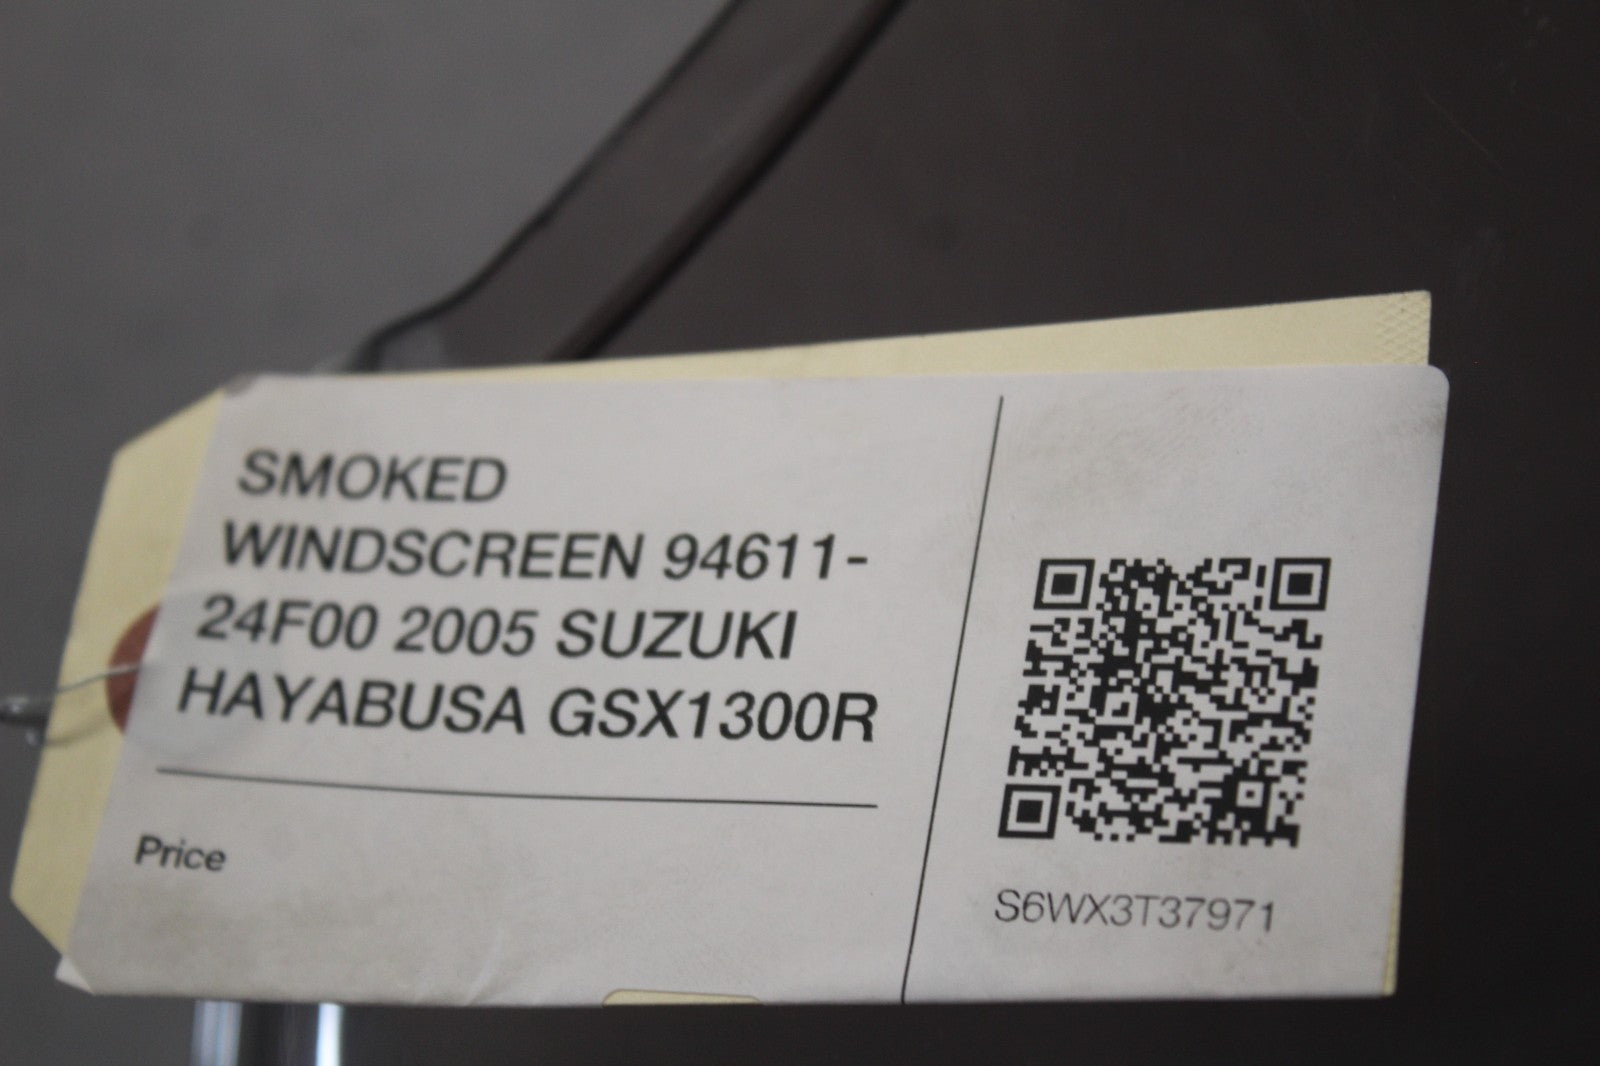 SMOKED
WINDSCREEN 94611-
24F00 2005 SUZUKI
HAYABUSA GSX1300R
Price
S6WX3T37971